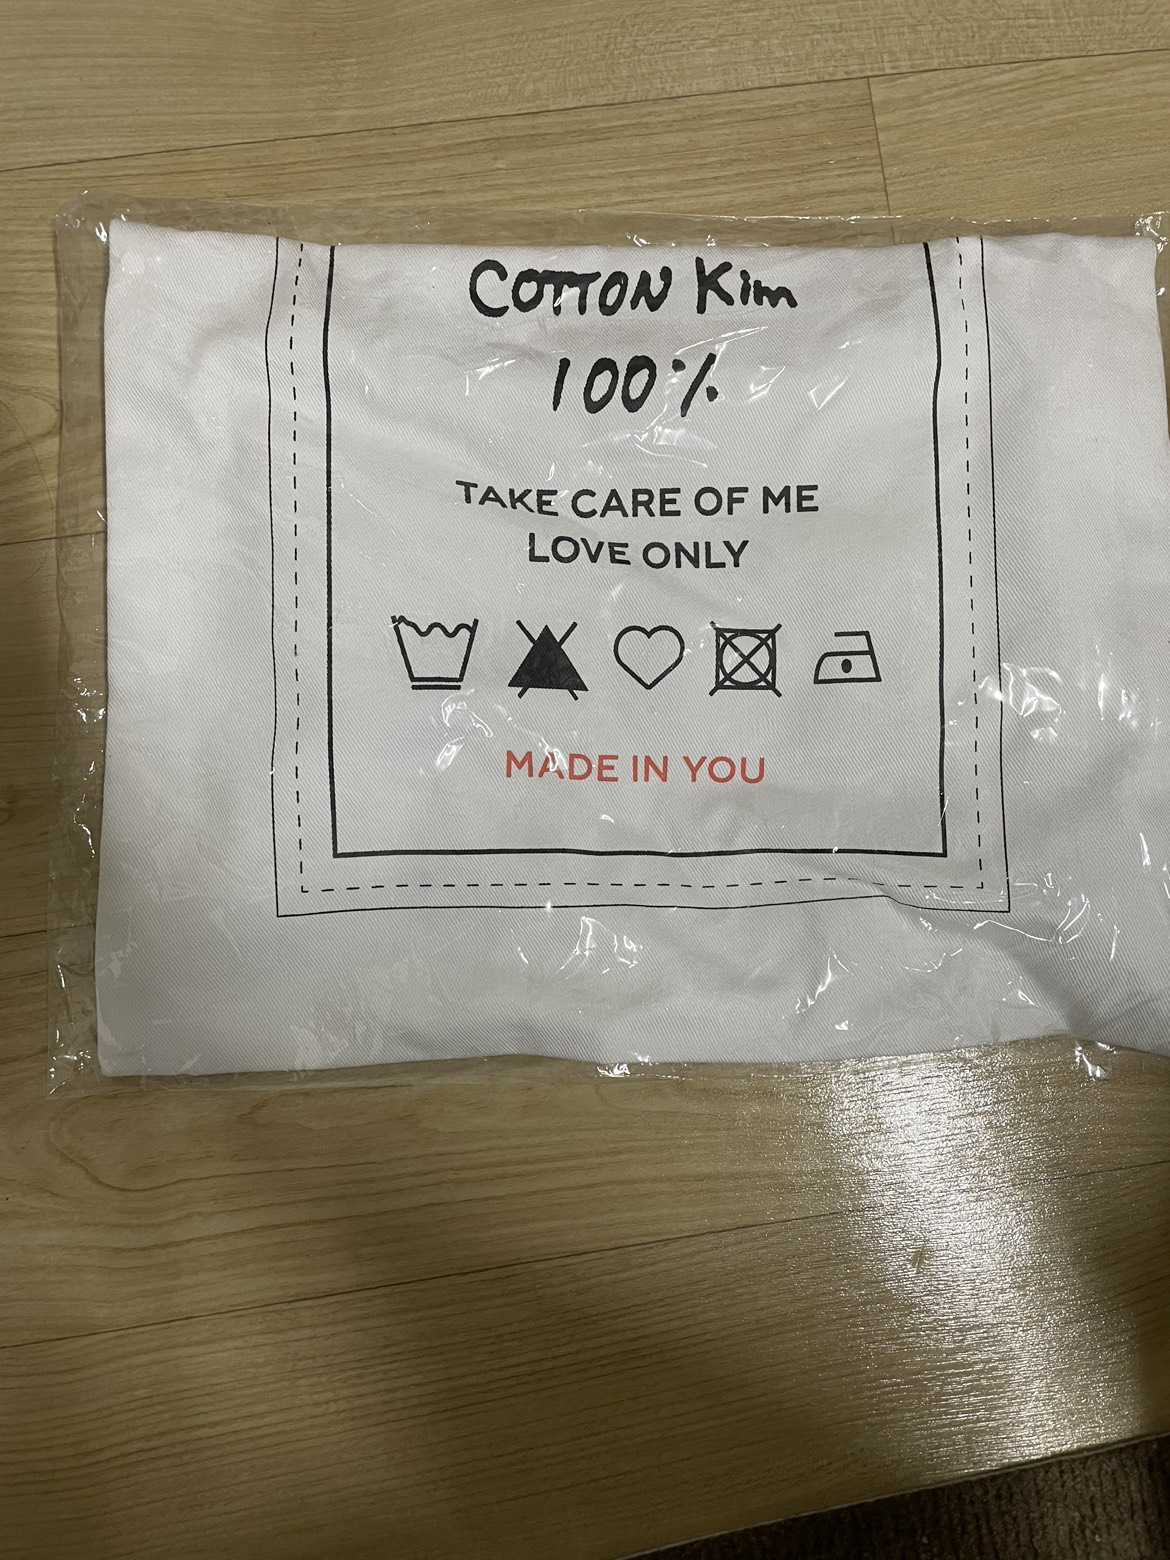 COTTON Kim
100%
TAKE CARE OF ME
LOVE ONLY
MADE IN YOU